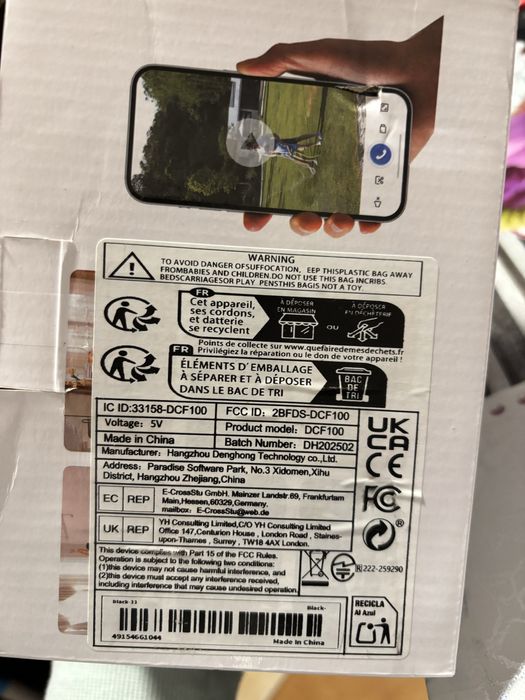 WARNING
TO AVOID DANGER OFSUFFOCATION, EEP THISPLASTIC BAG AWAY
FROMBABIES AND CHILDREN.DO NOT USE THIS BAG INCRIBS.
BEDSCARRIAGESOR PLAY. PENSTHIS BAGIS NOT A TOY.
FR
Cet appareil,
ses cordons,
et datterie
se recyclent
À DÉPOSER
EN MAGASIN
OU
À DÉPOSER
EN DÉCHÈTERIE
Points de collecte sur www.quefairedemesdechets.fr
Privilégiez la réparation ou le don de votre appareil !
FR
ÉLÉMENTS D'EMBALLAGE
À SÉPARER ET À DÉPOSER
DANS LE BAC DE TRI
BAC
DE
TRI
IC ID:33158-DCF100
FCC ID: 2BFDS-DCF100
Voltage: 5V
Product model: DCF100
Made in China
Batch Number: DH202502
Manufacturer: Hangzhou Denghong Technology co.,Ltd.
Address: Paradise Software Park, No.3 Xidomen,Xihu
District, Hangzhou Zhejiang,China
EC REP
E-CrossStu GmbH. Mainzer Landstr.69, Frankfurtam
Main,Hessen,60329,Germany.
mailbox: E-CrossStu@web.de
UK REP
YH Consulting Limited,C/O YH Consulting Limited
Office 147,Centurion House , London Road , Staines-
upon-Thames , Surrey , TW18 4AX London.
This device complies with Part 15 of the FCC Rules.
Operation is subject to the following two conditions:
(1)this device may not cause harmful interference, and
(2)this device must accept any interference received,
including interference that may cause undesired operation.
UK
CA
CE
FC
®
R 222-259290
Black-
49154661044
Made in China
RECICLA
Al Azul